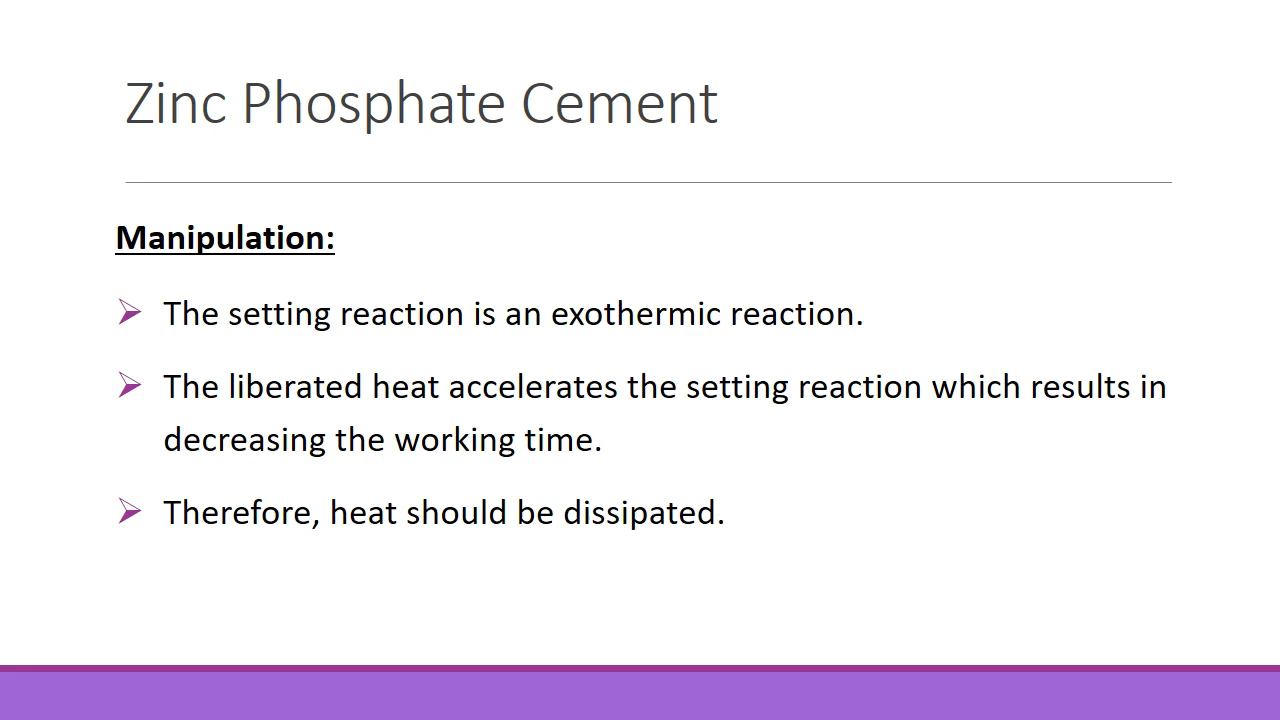 Zinc Phosphate Cement
Manipulation:
The setting reaction is an exothermic reaction.
The liberated heat accelerates the setting reaction which results in
decreasing the working time.
Therefore, heat should be dissipated.